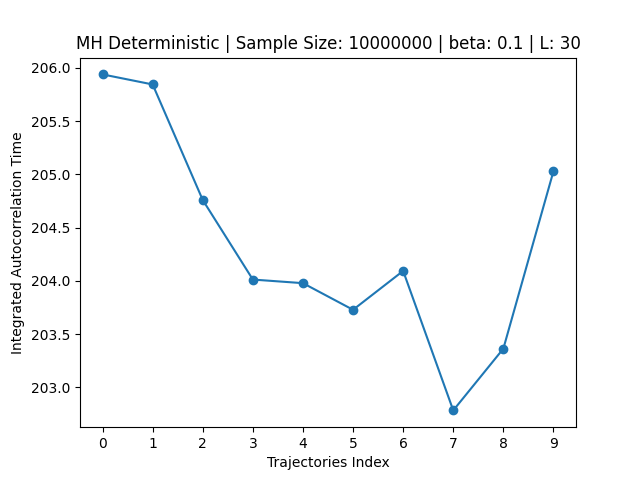 MH Deterministic | Sample Size: 10000000 | beta: 0.1 | L: 30
206.0
205.5
205.0
204.5
204.0
203.5
203.0
Integrated Autocorrelation Time
0 1 2 3 4 5 6 7 8 9
Trajectories Index